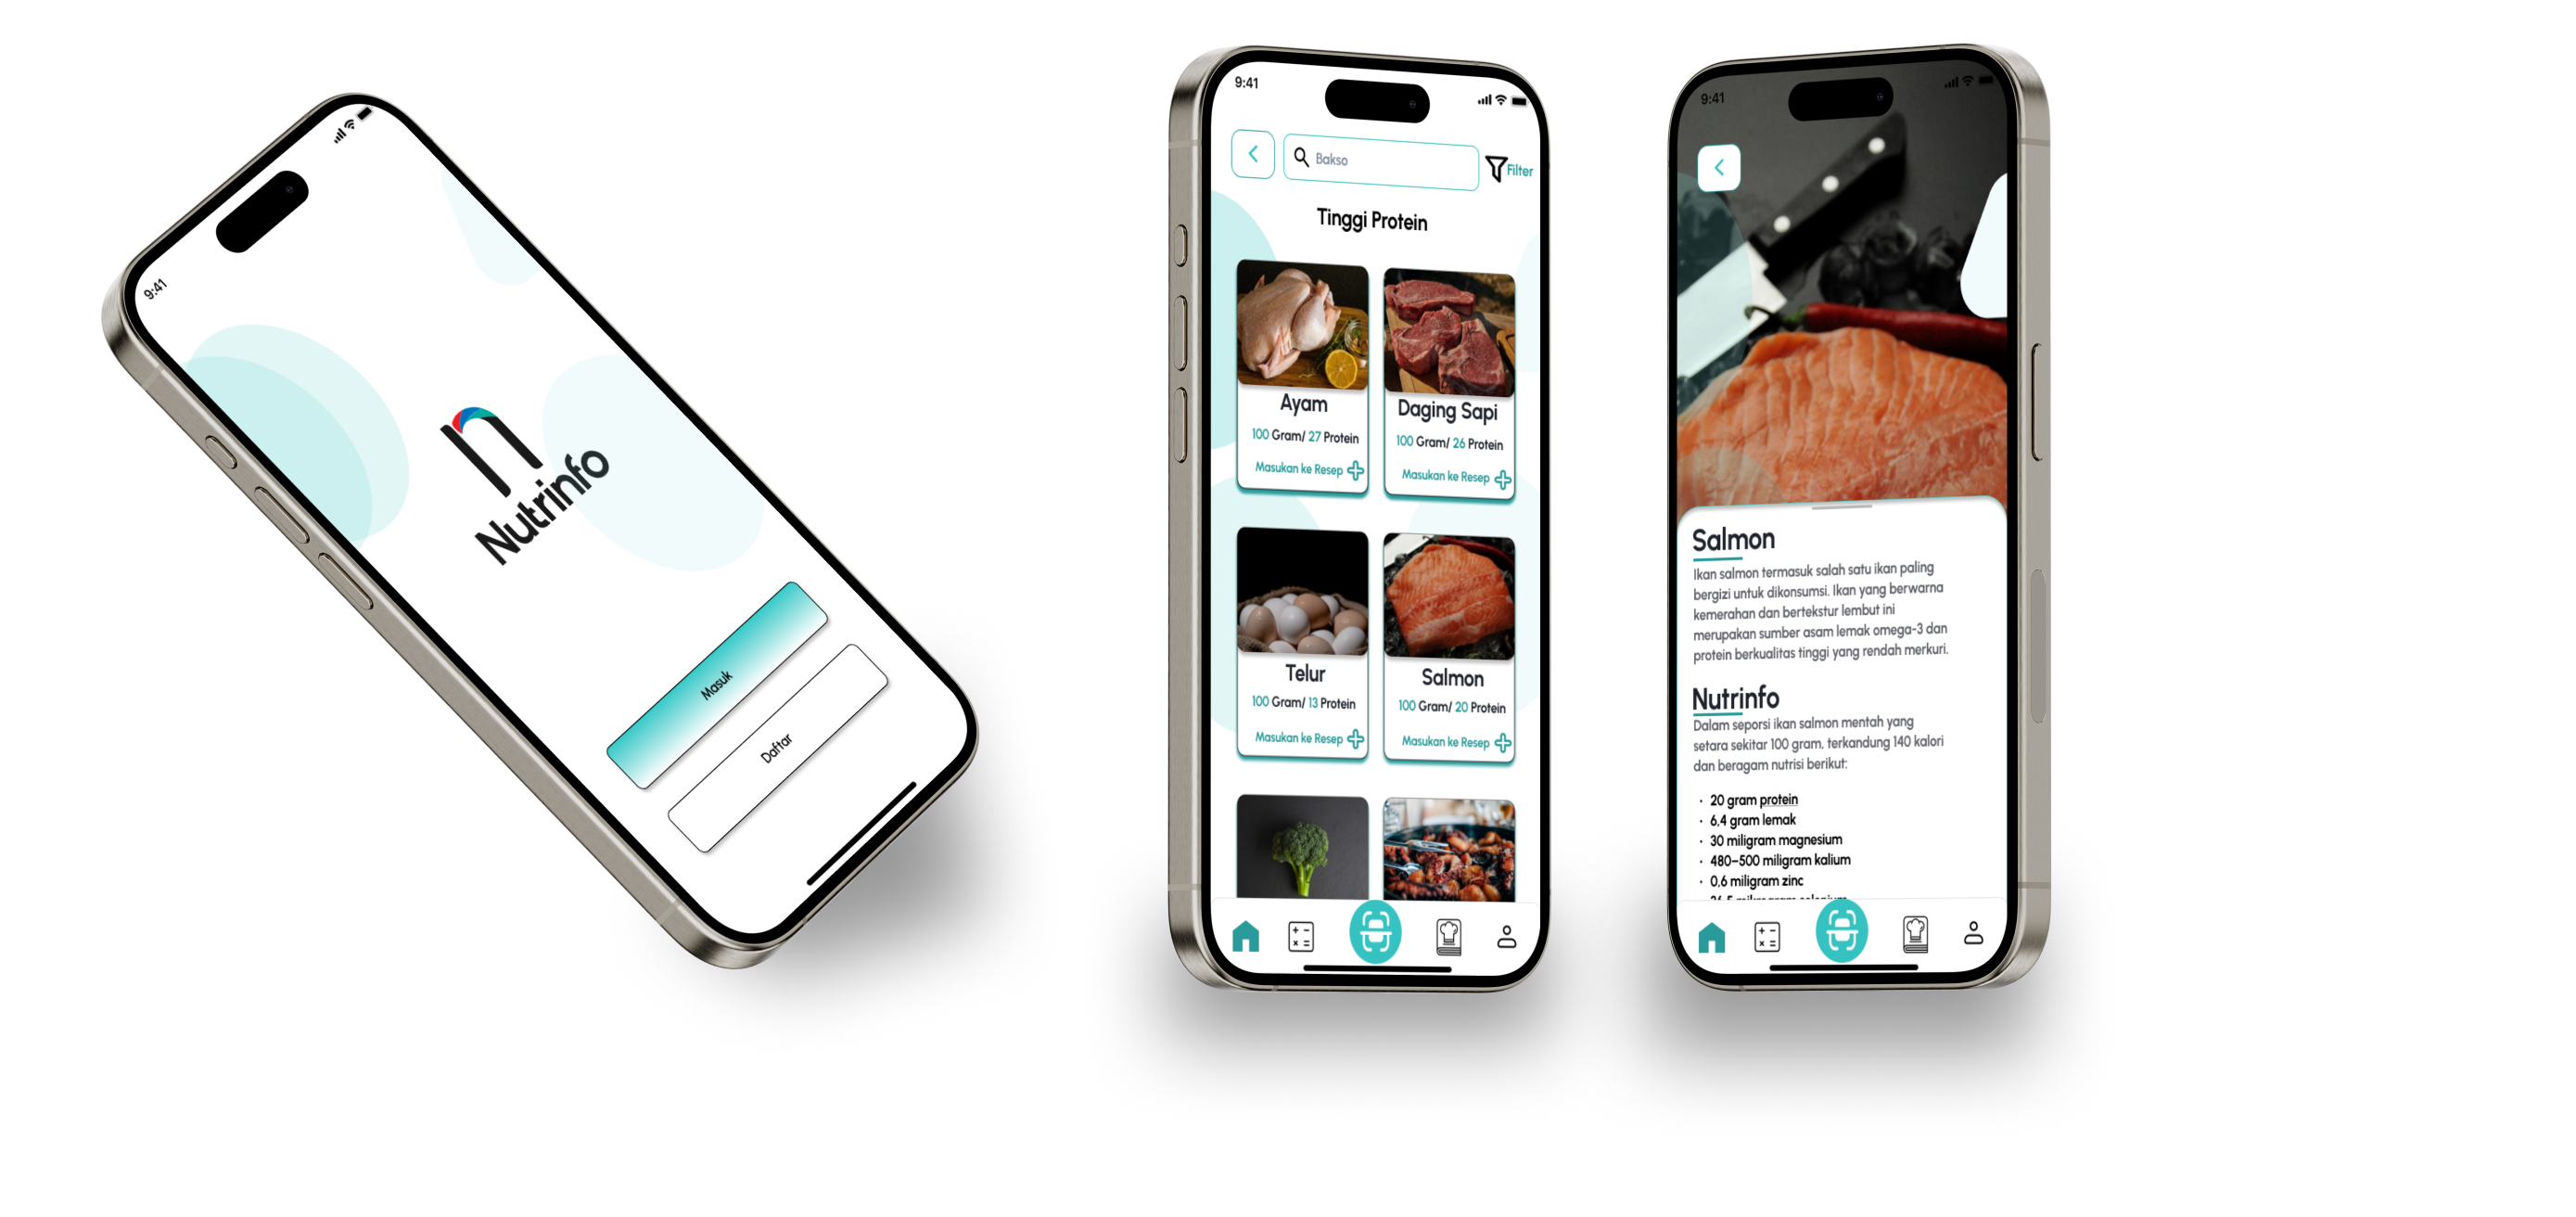 9:41
n
Nutrinfo
Masuk
Daftar
9:41
Bakso
Filter
Tinggi Protein
Ayam
100 Gram/ 27 Protein
Masukan ke Resep
Daging Sapi
100 Gram/ 26 Protein
Masukan ke Resep
Telur
100 Gram/ 13 Protein
Masukan ke Resep
Salmon
100 Gram/ 20 Protein
Masukan ke Resep
9:41
Salmon
Ikan salmon termasuk salah satu ikan paling
bergizi untuk dikonsumsi. Ikan yang berwarna
kemerahan dan bertekstur lembut ini
merupakan sumber asam lemak omega-3 dan
protein berkualitas tinggi yang rendah merkuri.
Nutrinfo
Dalam seporsi ikan salmon mentah yang
setara sekitar 100 gram, terkandung 140 kalori
dan beragam nutrisi berikut:
· 20 gram protein
· 6,4 gram lemak
· 30 miligram magnesium
· 480–500 miligram kalium
· 0,6 miligram zinc